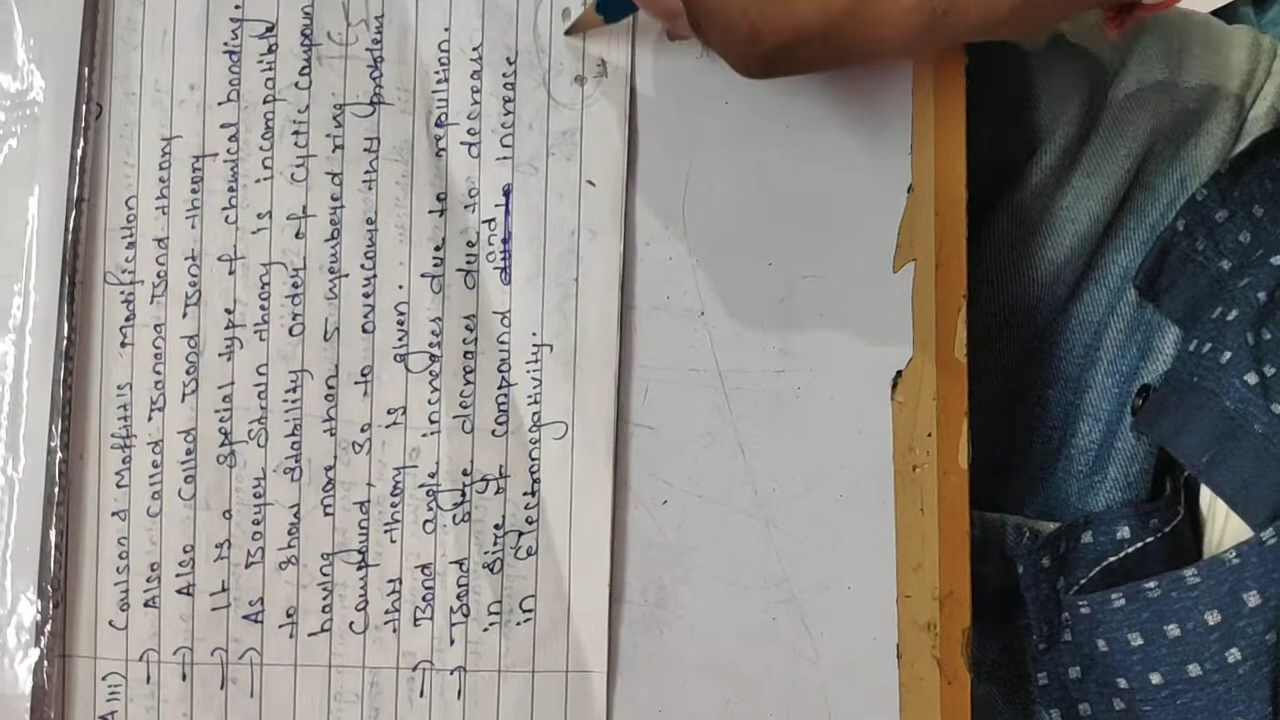 A iii) Coulson & Moffitt's Modification
→ Also called Banana Bond theory
→ Also called Bond Bent theory
→ It is a special type of chemical bonding.
→ As Baeyer Strain theory is incompatible
to show stability order of cyclic compoun
having more than 5 membered ring
Compound, So to overcome this problem
this theory is given.
→ Bond angle increases due to repulsion.
→ Bond decreases due to decrease
in size of compound and due to increase
in Electronegativity.